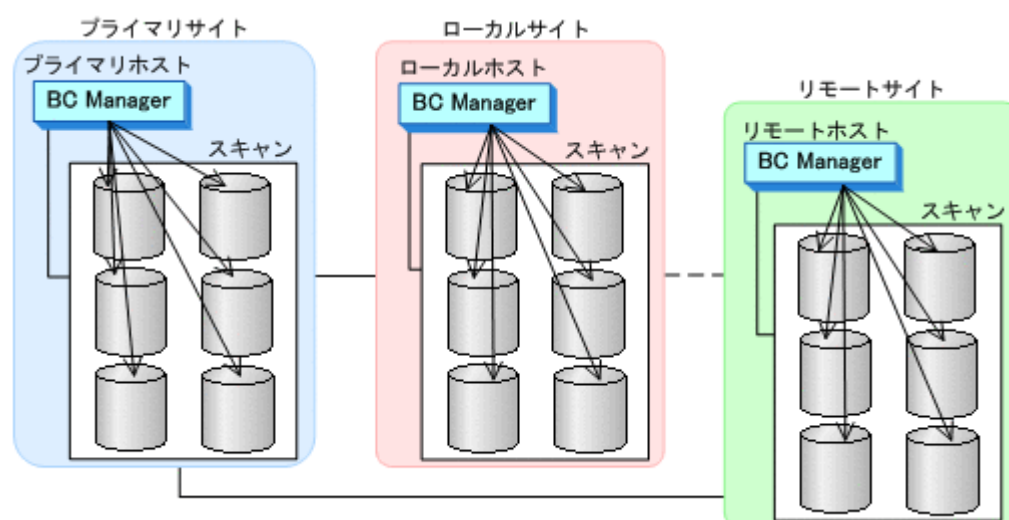 プライマリサイト
プライマリホスト
BC Manager
スキャン
ローカルサイト
ローカルホスト
BC Manager
スキャン
リモートサイト
リモートホスト
BC Manager
スキャン